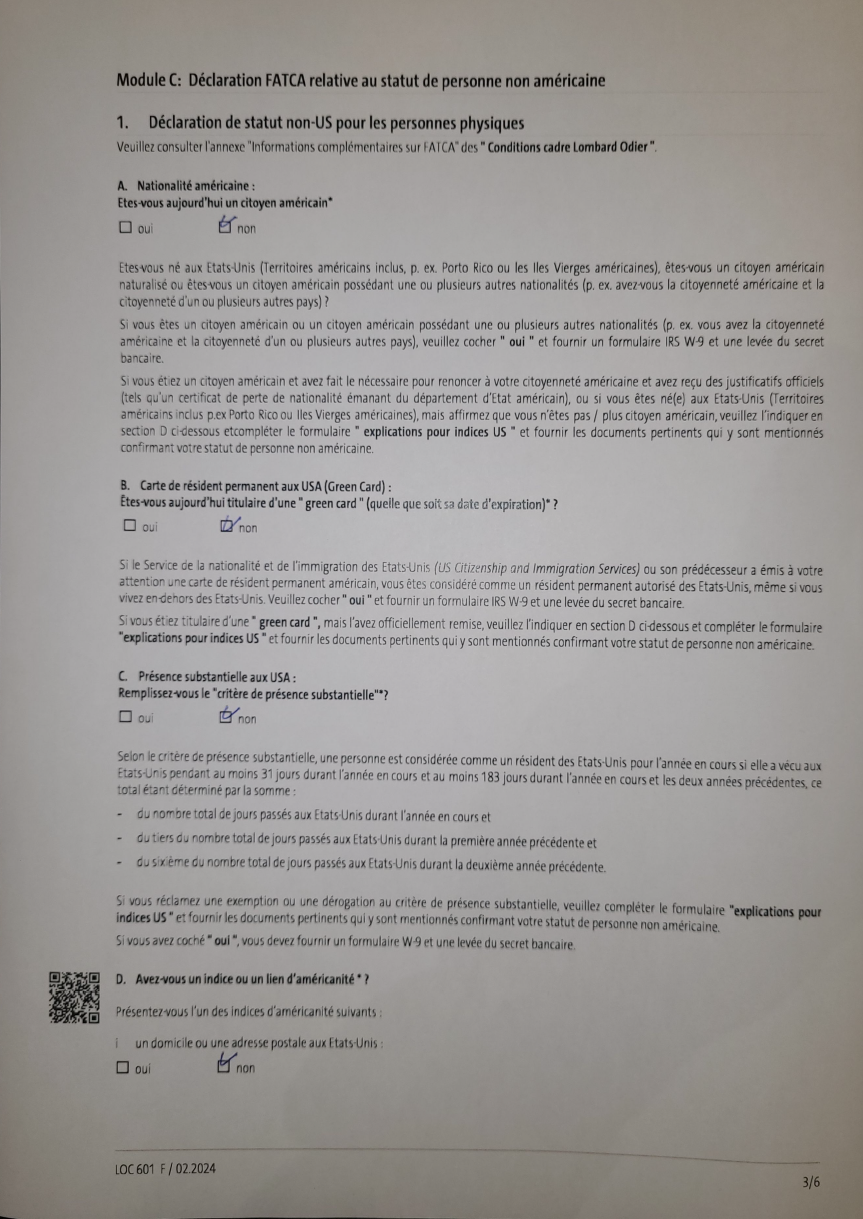 Module C: Déclaration FATCA relative au statut de personne non américaine
1. Déclaration de statut non-US pour les personnes physiques
Veuillez consulter l'annexe "Informations complémentaires sur FATCA" des " Conditions cadre Lombard Odier ".
A. Nationalité américaine :
Etes-vous aujourd'hui un citoyen américain*
☐ oui ☑ non
Etes-vous né aux Etats-Unis (Territoires américains inclus, p. ex. Porto Rico ou les Iles Vierges américaines), êtes-vous un citoyen américain
naturalisé ou êtes-vous un citoyen américain possédant une ou plusieurs autres nationalités (p. ex. avez-vous la citoyenneté américaine et la
citoyenneté d'un ou plusieurs autres pays) ?
Si vous êtes un citoyen américain ou un citoyen américain possédant une ou plusieurs autres nationalités (p. ex. vous avez la citoyenneté
américaine et la citoyenneté d'un ou plusieurs autres pays), veuillez cocher " oui " et fournir un formulaire IRS W-9 et une levée du secret
bancaire.
Si vous étiez un citoyen américain et avez fait le nécessaire pour renoncer à votre citoyenneté américaine et avez reçu des justificatifs officiels
(tels qu'un certificat de perte de nationalité émanant du département d'Etat américain), ou si vous êtes né(e) aux Etats-Unis (Territoires
américains inclus p.ex Porto Rico ou Iles Vierges américaines), mais affirmez que vous n'êtes pas / plus citoyen américain, veuillez l'indiquer en
section D ci-dessous etcompléter le formulaire " explications pour indices US " et fournir les documents pertinents qui y sont mentionnés
confirmant votre statut de personne non américaine.
B. Carte de résident permanent aux USA (Green Card) :
Êtes-vous aujourd'hui titulaire d'une " green card " (quelle que soit sa date d'expiration)* ?
☐ oui ☑ non
Si le Service de la nationalité et de l'immigration des Etats-Unis (US Citizenship and Immigration Services) ou son prédécesseur a émis à votre
attention une carte de résident permanent américain, vous êtes considéré comme un résident permanent autorisé des Etats-Unis, même si vous
vivez en-dehors des Etats-Unis. Veuillez cocher " oui " et fournir un formulaire IRS W-9 et une levée du secret bancaire.
Si vous étiez titulaire d'une " green card ", mais l'avez officiellement remise, veuillez l'indiquer en section D ci-dessous et compléter le formulaire
"explications pour indices US " et fournir les documents pertinents qui y sont mentionnés confirmant votre statut de personne non américaine.
C. Présence substantielle aux USA :
Remplissez-vous le "critère de présence substantielle"*?
☐ oui ☑ non
Selon le critère de présence substantielle, une personne est considérée comme un résident des Etats-Unis pour l'année en cours si elle a vécu aux
Etats-Unis pendant au moins 31 jours durant l'année en cours et au moins 183 jours durant l'année en cours et les deux années précédentes, ce
total étant déterminé par la somme :
- du nombre total de jours passés aux Etats-Unis durant l'année en cours et
- du tiers du nombre total de jours passés aux Etats-Unis durant la première année précédente et
- du sixième du nombre total de jours passés aux Etats-Unis durant la deuxième année précédente.
Si vous réclamez une exemption ou une dérogation au critère de présence substantielle, veuillez compléter le formulaire "explications pour
indices US " et fournir les documents pertinents qui y sont mentionnés confirmant votre statut de personne non américaine.
Si vous avez coché " oui ", vous devez fournir un formulaire W-9 et une levée du secret bancaire.
D. Avez-vous un indice ou un lien d'américanité * ?
Présentez-vous l'un des indices d'américanité suivants :
i un domicile ou une adresse postale aux Etats-Unis :
☐ oui ☑ non
LOC 601 F / 02.2024
3/6